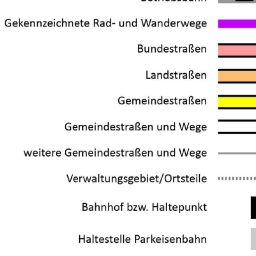 Gekennzeichnete Rad- und Wanderwege
Bundestraßen
Landstraßen
Gemeindestraßen
Gemeindestraßen und Wege
weitere Gemeindestraßen und Wege
Verwaltungsgebiet/Ortsteile
Bahnhof bzw. Haltepunkt
Haltestelle Parkeisenbahn